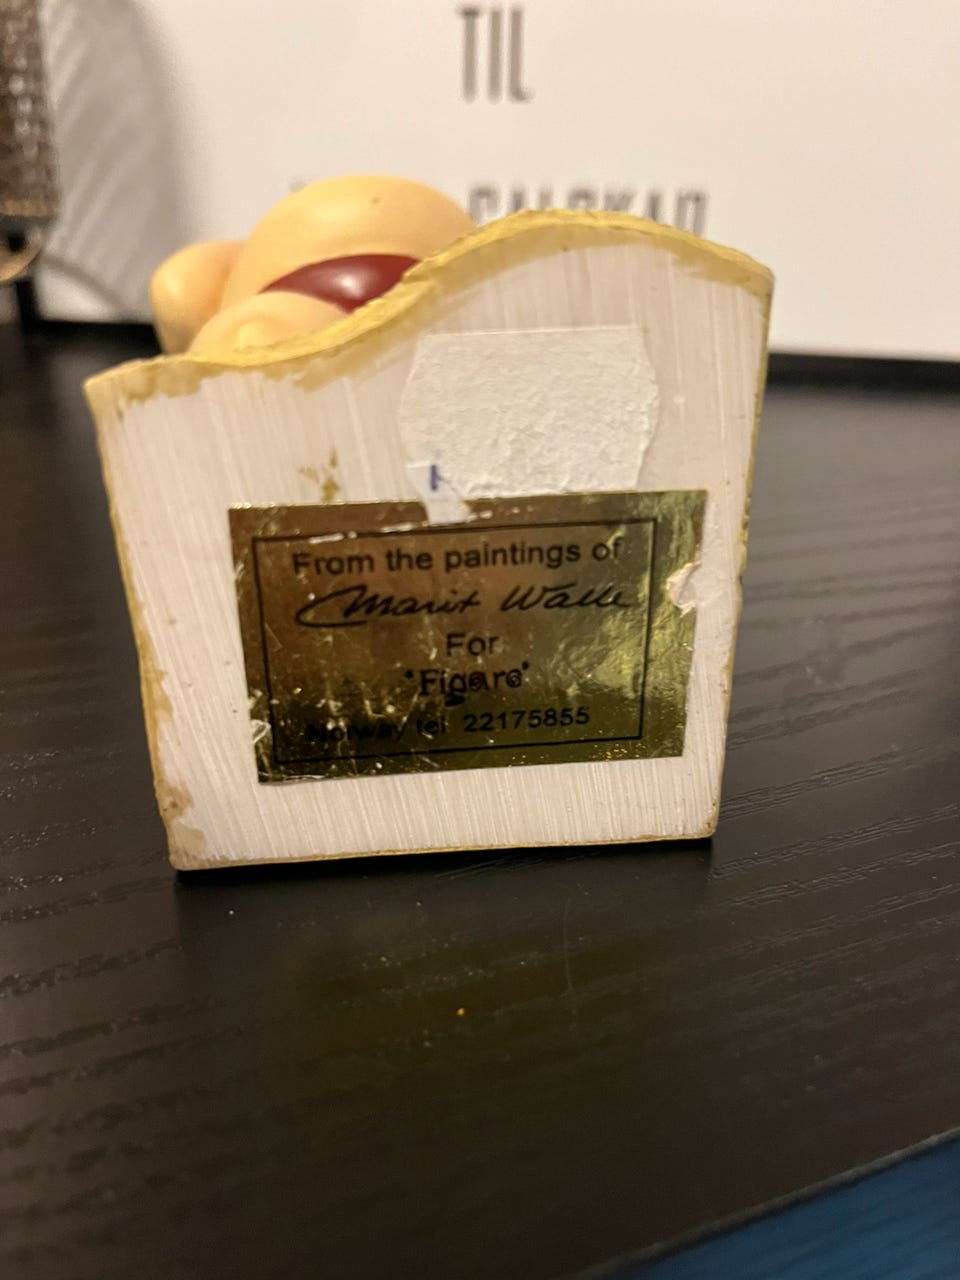 TIL
From the paintings of
Marit Walle
For
"Figaro"
Norway tel 22175855